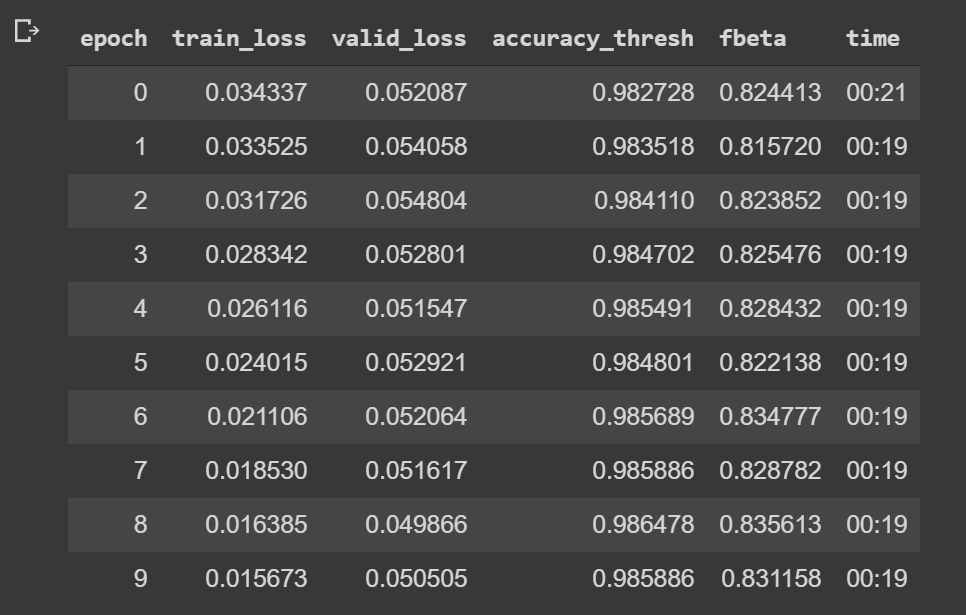 epoch train_loss valid_loss accuracy_thresh fbeta time
0 0.034337 0.052087 0.982728 0.824413 00:21
1 0.033525 0.054058 0.983518 0.815720 00:19
2 0.031726 0.054804 0.984110 0.823852 00:19
3 0.028342 0.052801 0.984702 0.825476 00:19
4 0.026116 0.051547 0.985491 0.828432 00:19
5 0.024015 0.052921 0.984801 0.822138 00:19
6 0.021106 0.052064 0.985689 0.834777 00:19
7 0.018530 0.051617 0.985886 0.828782 00:19
8 0.016385 0.049866 0.986478 0.835613 00:19
9 0.015673 0.050505 0.985886 0.831158 00:19